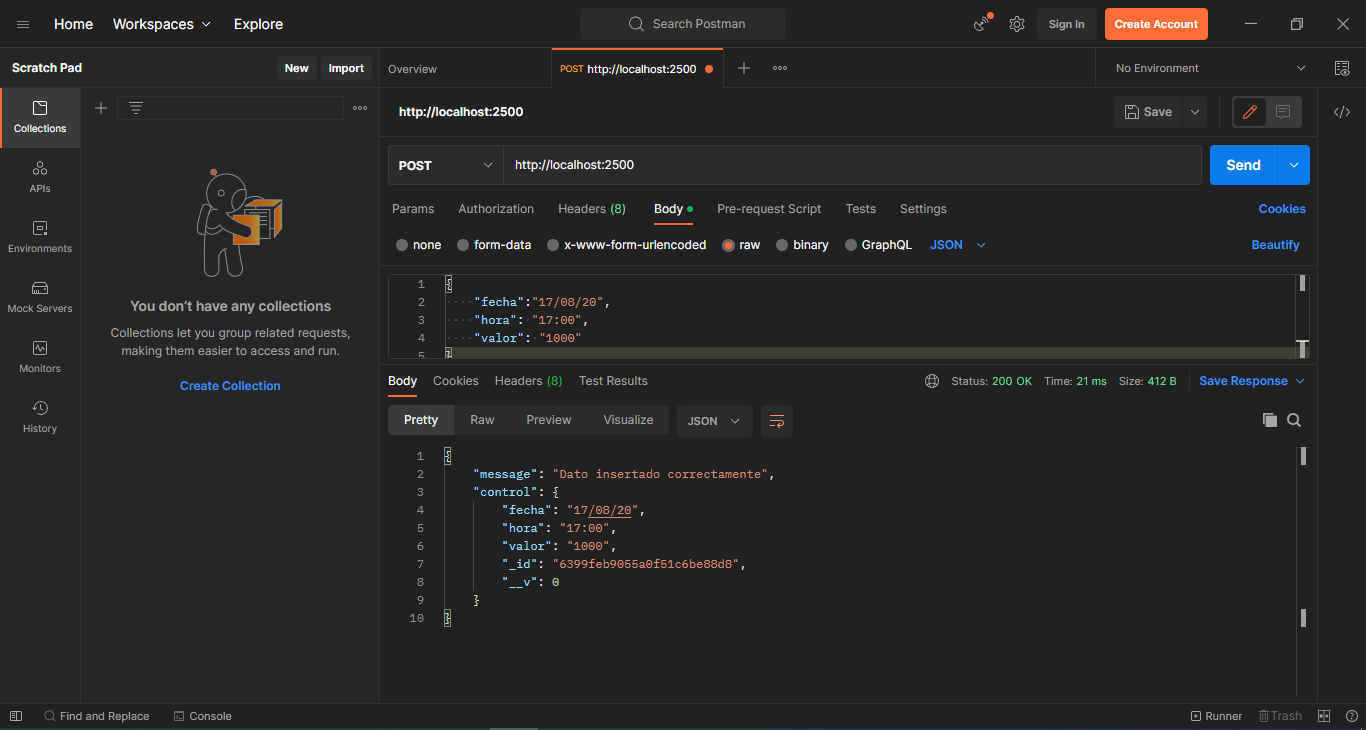 Home Workspaces Explore Search Postman Sign In Create Account
Scratch Pad New Import Overview POST http://localhost:2500 No Environment
Collections
APIs
Environments
Mock Servers
Monitors
History
You don't have any collections
Collections let you group related requests,
making them easier to access and run.
Create Collection
http://localhost:2500 Save
POST http://localhost:2500 Send
Params Authorization Headers (8) Body Pre-request Script Tests Settings Cookies
none form-data x-www-form-urlencoded raw binary GraphQL JSON Beautify
1 {
2 "fecha":"17/08/20",
3 "hora": "17:00",
4 "valor": "1000"
5 }
Body Cookies Headers (8) Test Results Status: 200 OK Time: 21 ms Size: 412 B Save Response
Pretty Raw Preview Visualize JSON
1 {
2 "message": "Dato insertado correctamente",
3 "control": {
4 "fecha": "17/08/20",
5 "hora": "17:00",
6 "valor": "1000",
7 "_id": "6399feb9055a0f51c6be88d8",
8 "__v": 0
9 }
10 }
Find and Replace Console Runner Trash